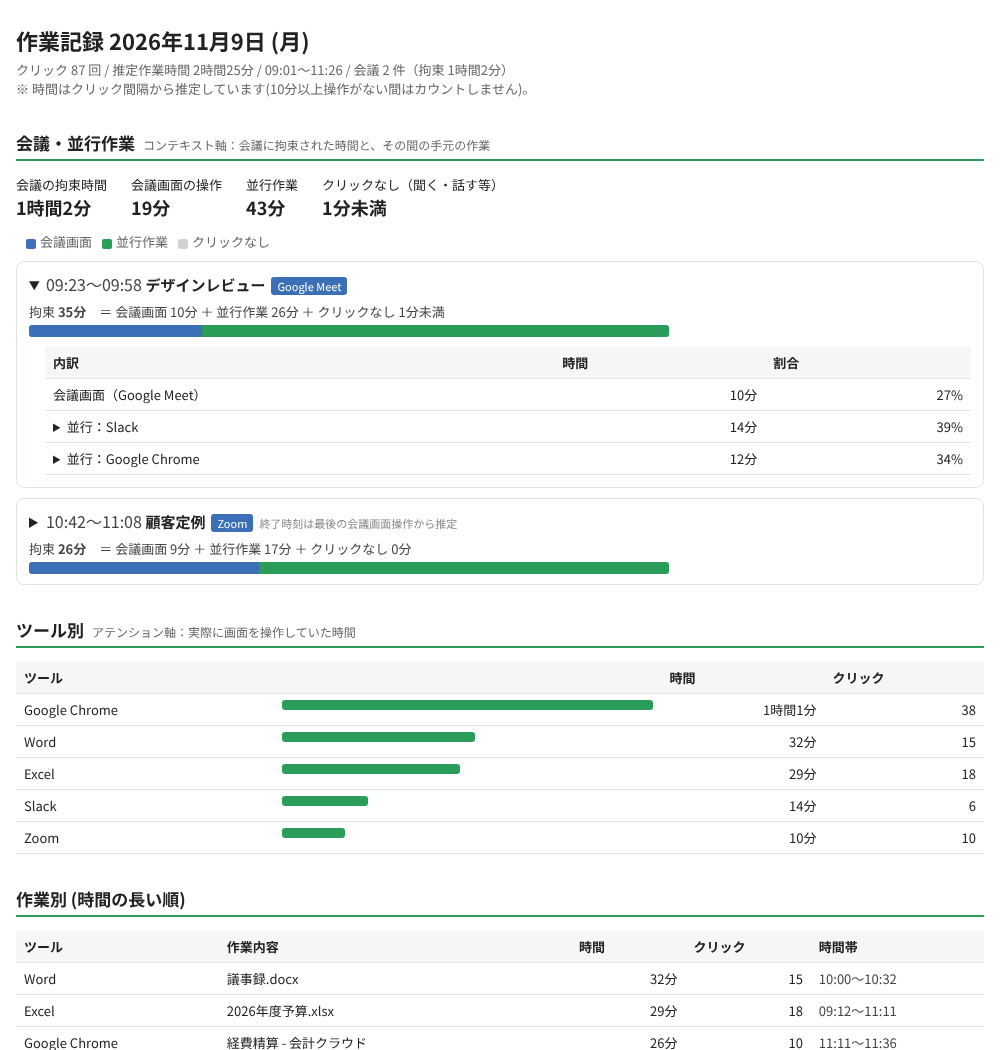 作業記録 2026年11月9日 (月)
クリック 87 回 / 推定作業時間 2時間25分 / 09:01〜11:26 / 会議 2 件（拘束 1時間2分）
※ 時間はクリック間隔から推定しています(10分以上操作がない間はカウントしません)。
会議・並行作業 コンテキスト軸：会議に拘束された時間と、その間の手元の作業
会議の拘束時間 会議画面の操作 並行作業 クリックなし（聞く・話す等）
1時間2分 19分 43分 1分未満
会議画面 並行作業 クリックなし
▼ 09:23〜09:58 デザインレビュー Google Meet
拘束 35分 ＝ 会議画面 10分 ＋ 並行作業 26分 ＋ クリックなし 1分未満
内訳 時間 割合
会議画面（Google Meet） 10分 27%
▶ 並行：Slack 14分 39%
▶ 並行：Google Chrome 12分 34%
▶ 10:42〜11:08 顧客定例 Zoom 終了時刻は最後の会議画面操作から推定
拘束 26分 ＝ 会議画面 9分 ＋ 並行作業 17分 ＋ クリックなし 0分
ツール別 アテンション軸：実際に画面を操作していた時間
ツール 時間 クリック
Google Chrome 1時間1分 38
Word 32分 15
Excel 29分 18
Slack 14分 6
Zoom 10分 10
作業別 (時間の長い順)
ツール 作業内容 時間 クリック 時間帯
Word 議事録.docx 32分 15 10:00〜10:32
Excel 2026年度予算.xlsx 29分 18 09:12〜11:11
Google Chrome 経費精算 - 会計クラウド 26分 10 11:11〜11:36